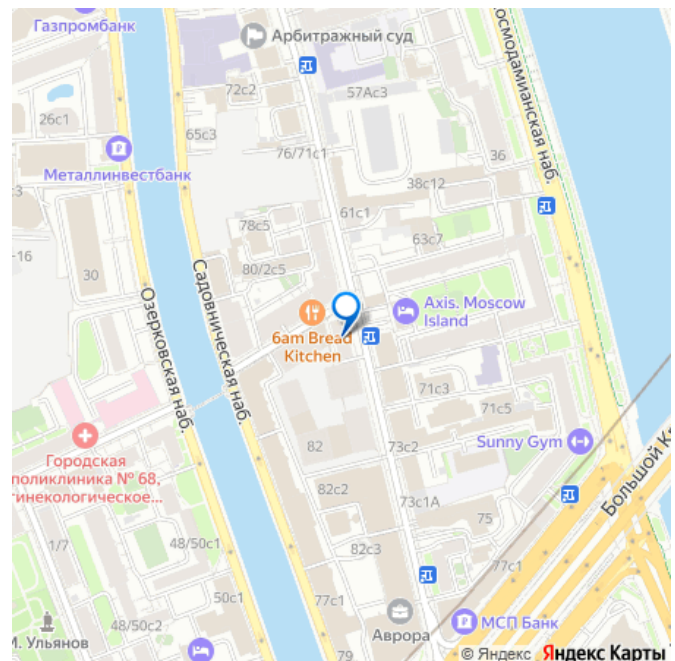 Газпромбанк
Арбитражный суд
72с2
57Ас3
26с1
65с3
Космодамианская наб.
Металлинвестбанк
76/71с1
36
38с12
61с1
78с5
63с7
-16
30
80/2с5
Садовническая наб.
Озерковская наб.
Axis. Moscow
Island
6am Bread
Kitchen
71с3
71с5
82
73с2
Sunny Gym
Городская
поликлиника № 68,
гинекологическое...
82с2
73с1А
75
Большой К
1/7
48/50с1
82с3
77с1
50с1
77с1
48/50с2
МСП Банк
И. Ульянов
Аврора
79
© Яндекс Яндекс Карты